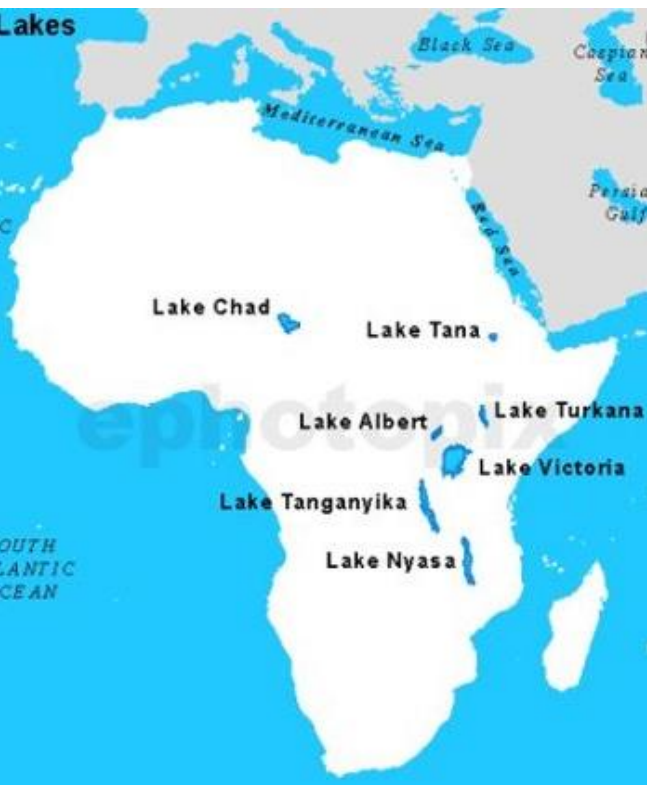 Lakes
Black Sea
Caspian
Sea
Mediterranean Sea
Persia
Gulf
C
Red Sea
Lake Chad
Lake Tana
ephotopix
Lake Albert
Lake Turkana
Lake Victoria
Lake Tanganyika
Lake Nyasa
OUTH
LANTIC
CEAN